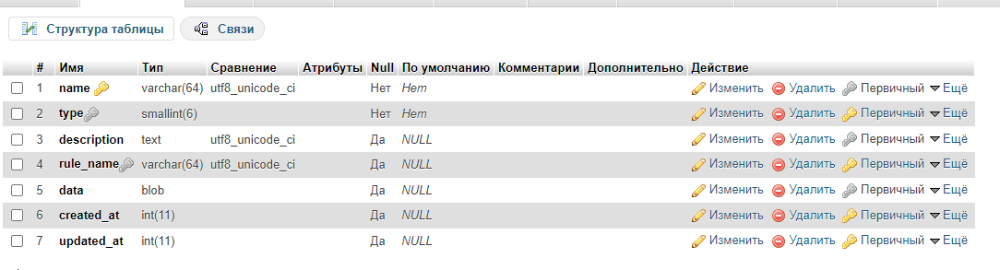 Структура таблицы Связи
# Имя Тип Сравнение Атрибуты Null По умолчанию Комментарии Дополнительно Действие
1 name varchar(64) utf8_unicode_ci Нет Нет Изменить Удалить Первичный Ещё
2 type smallint(6) Нет Нет Изменить Удалить Первичный Ещё
3 description text utf8_unicode_ci Да NULL Изменить Удалить Первичный Ещё
4 rule_name varchar(64) utf8_unicode_ci Да NULL Изменить Удалить Первичный Ещё
5 data blob Да NULL Изменить Удалить Первичный Ещё
6 created_at int(11) Да NULL Изменить Удалить Первичный Ещё
7 updated_at int(11) Да NULL Изменить Удалить Первичный Ещё